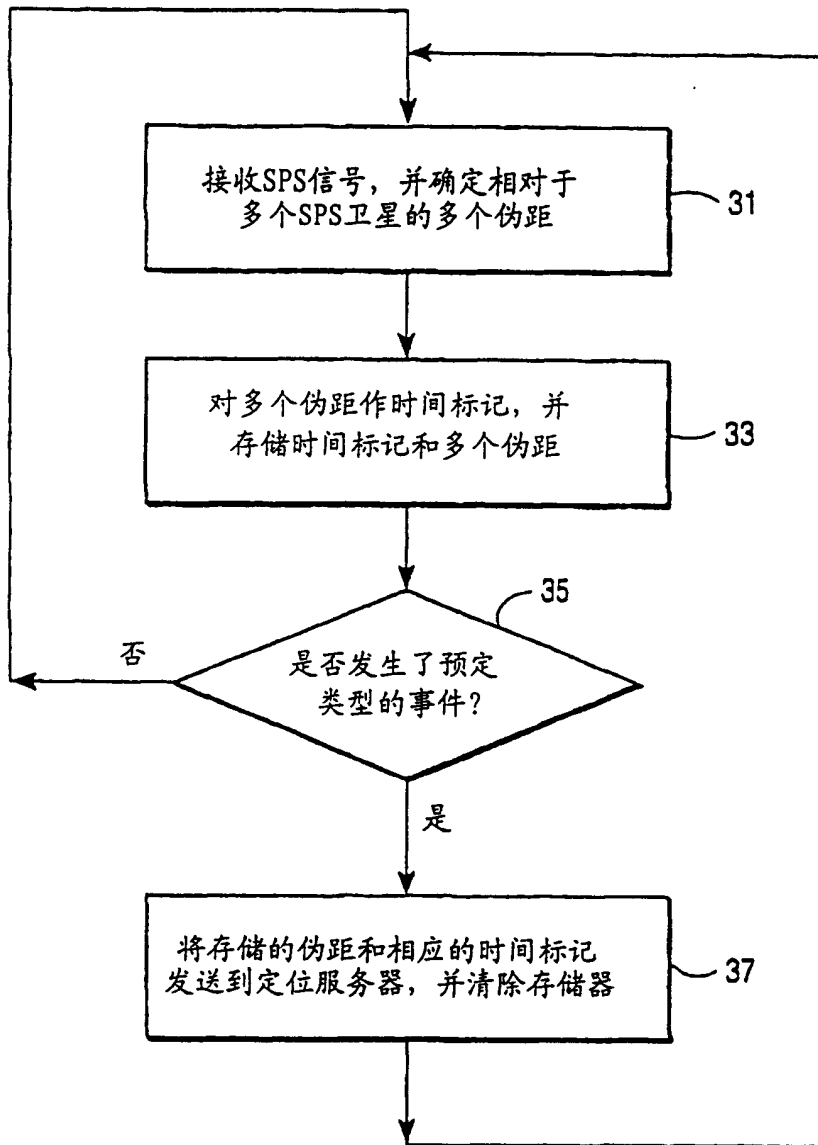 接收SPS信号，并确定相对于
多个SPS卫星的多个伪距
31
对多个伪距作时间标记，并
存储时间标记和多个伪距
33
35
是否发生了预定
类型的事件？
否
是
将存储的伪距和相应的时间标记
发送到定位服务器，并清除存储器
37